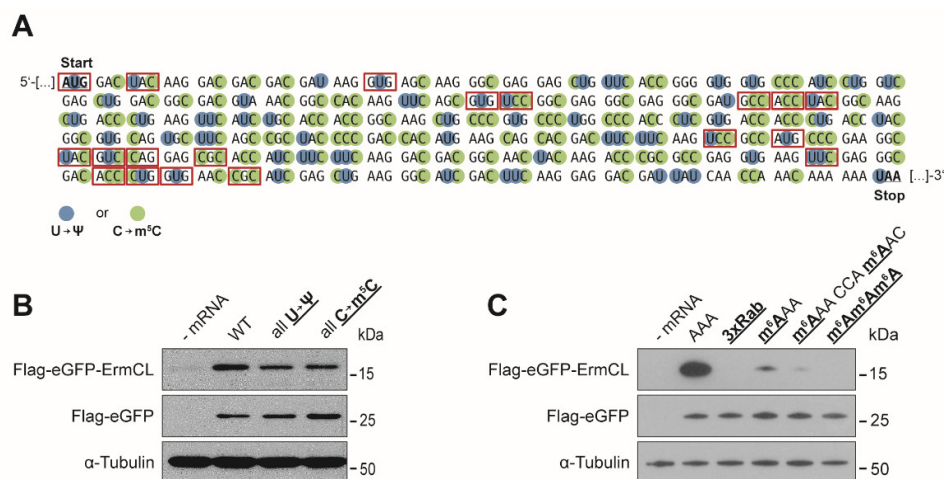 A
Start
5'-[...] AUG GAC UAC AAG GAC GAC GAC GAU AAG GUG AGC AAG GGC GAG GAG CUG UUC ACC GGG GUG GUG CCC AUC CUG GUC
GAG CUG GAC GGC GAC GUA AAC GGC CAC AAG UUC AGC GUG UCC GGC GAG GGC GAG GGC GAU GCC ACC UAC GGC AAG
CUG ACC CUG AAG UUC AUC UGC ACC ACC GGC AAG CUG CCC GUG CCC UGG CCC ACC CUC GUG ACC ACC CUG ACC UAC
GGC GUG CAG UGC UUC AGC CGC UAC CCC GAC CAC AUG AAG CAG CAC GAC UUC UUC AAG UCC GCC AUG CCC GAA GGC
UAC GUC CAG GAG CGC ACC AUC UUC UUC AAG GAC GAC GGC AAC UAC AAG ACC CGC GCC GAG GUG AAG UUC GAG GGC
GAC ACC CUG GUG AAC CGC AUC GAG CUG AAG GGC AUC GAC UUC AAG GAG GAC GAU UAU CAA CCA AAC AAA AAA UAA [...]-3'
Stop
or
U→Ψ C→m⁵C
B
- mRNA
WT
all U→Ψ
all C→m⁵C
kDa
Flag-eGFP-ErmCL
15
Flag-eGFP
25
α-Tubulin
50
C
- mRNA
AAA
3xRab
m⁶AAA
m⁶AAA CCA m⁶AAC
m⁶Am⁶Am⁶A
kDa
Flag-eGFP-ErmCL
15
Flag-eGFP
25
α-Tubulin
50